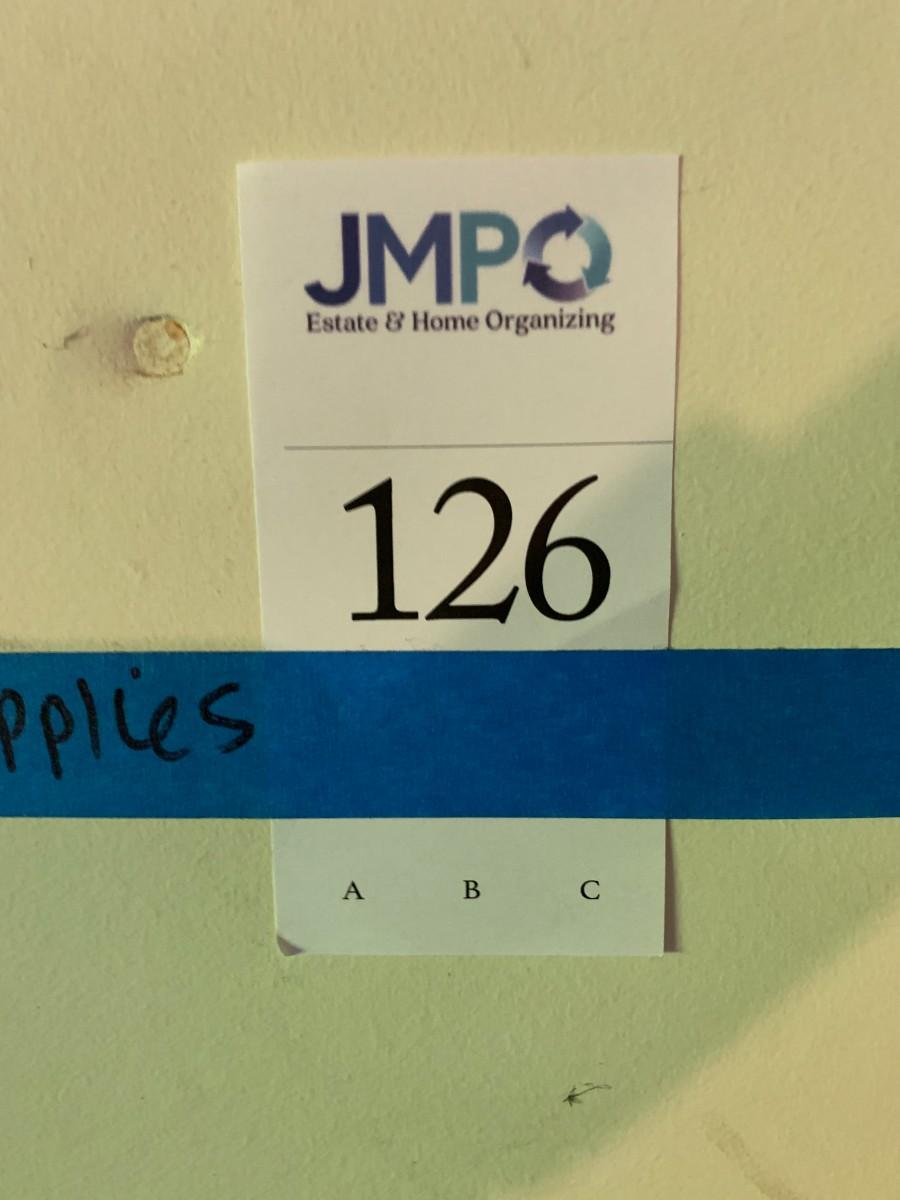 JMPO
Estate & Home Organizing
126
pplies
A B C